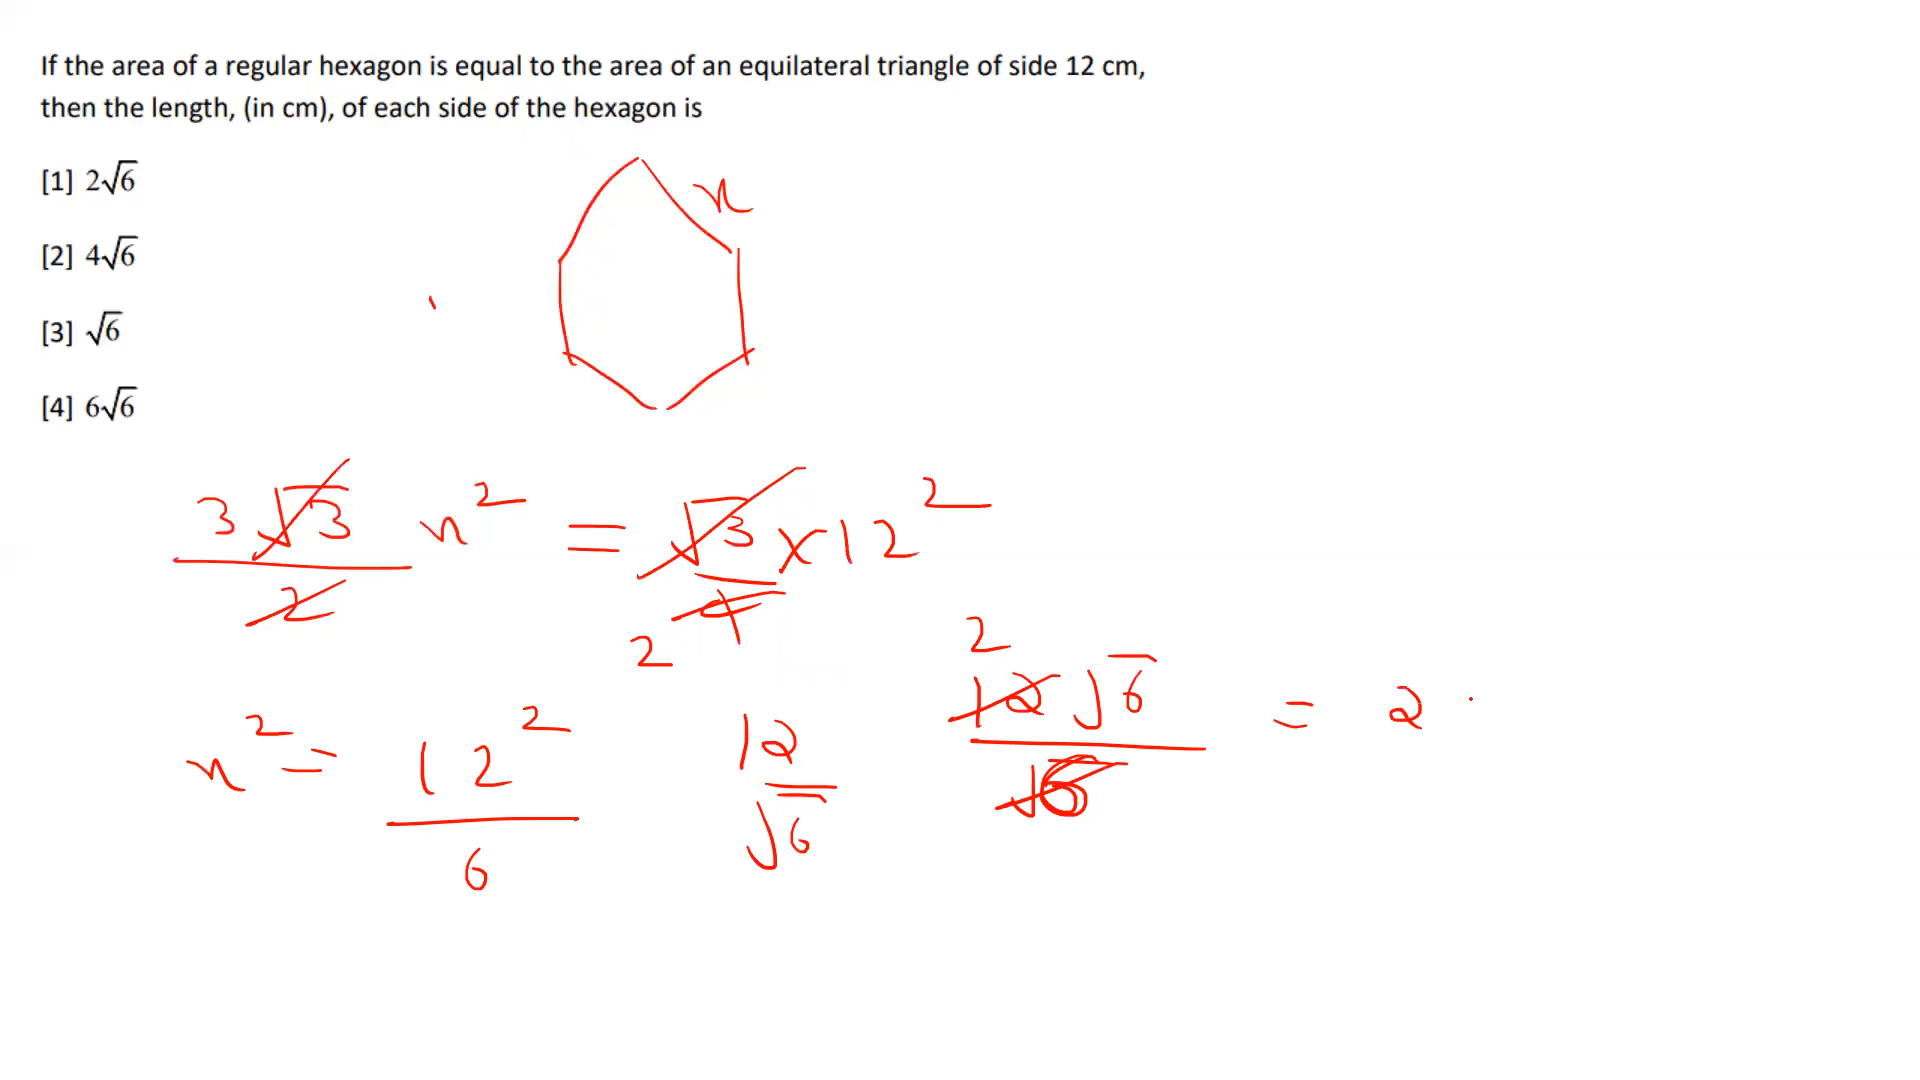 If the area of a regular hexagon is equal to the area of an equilateral triangle of side 12 cm,
then the length, (in cm), of each side of the hexagon is
[1] 2√6
[2] 4√6
[3] √6
[4] 6√6
x
3√3/2 x² = √3/4 × 12²
2
x² = 12²/6
12/√6
2
12√6/6 = 2